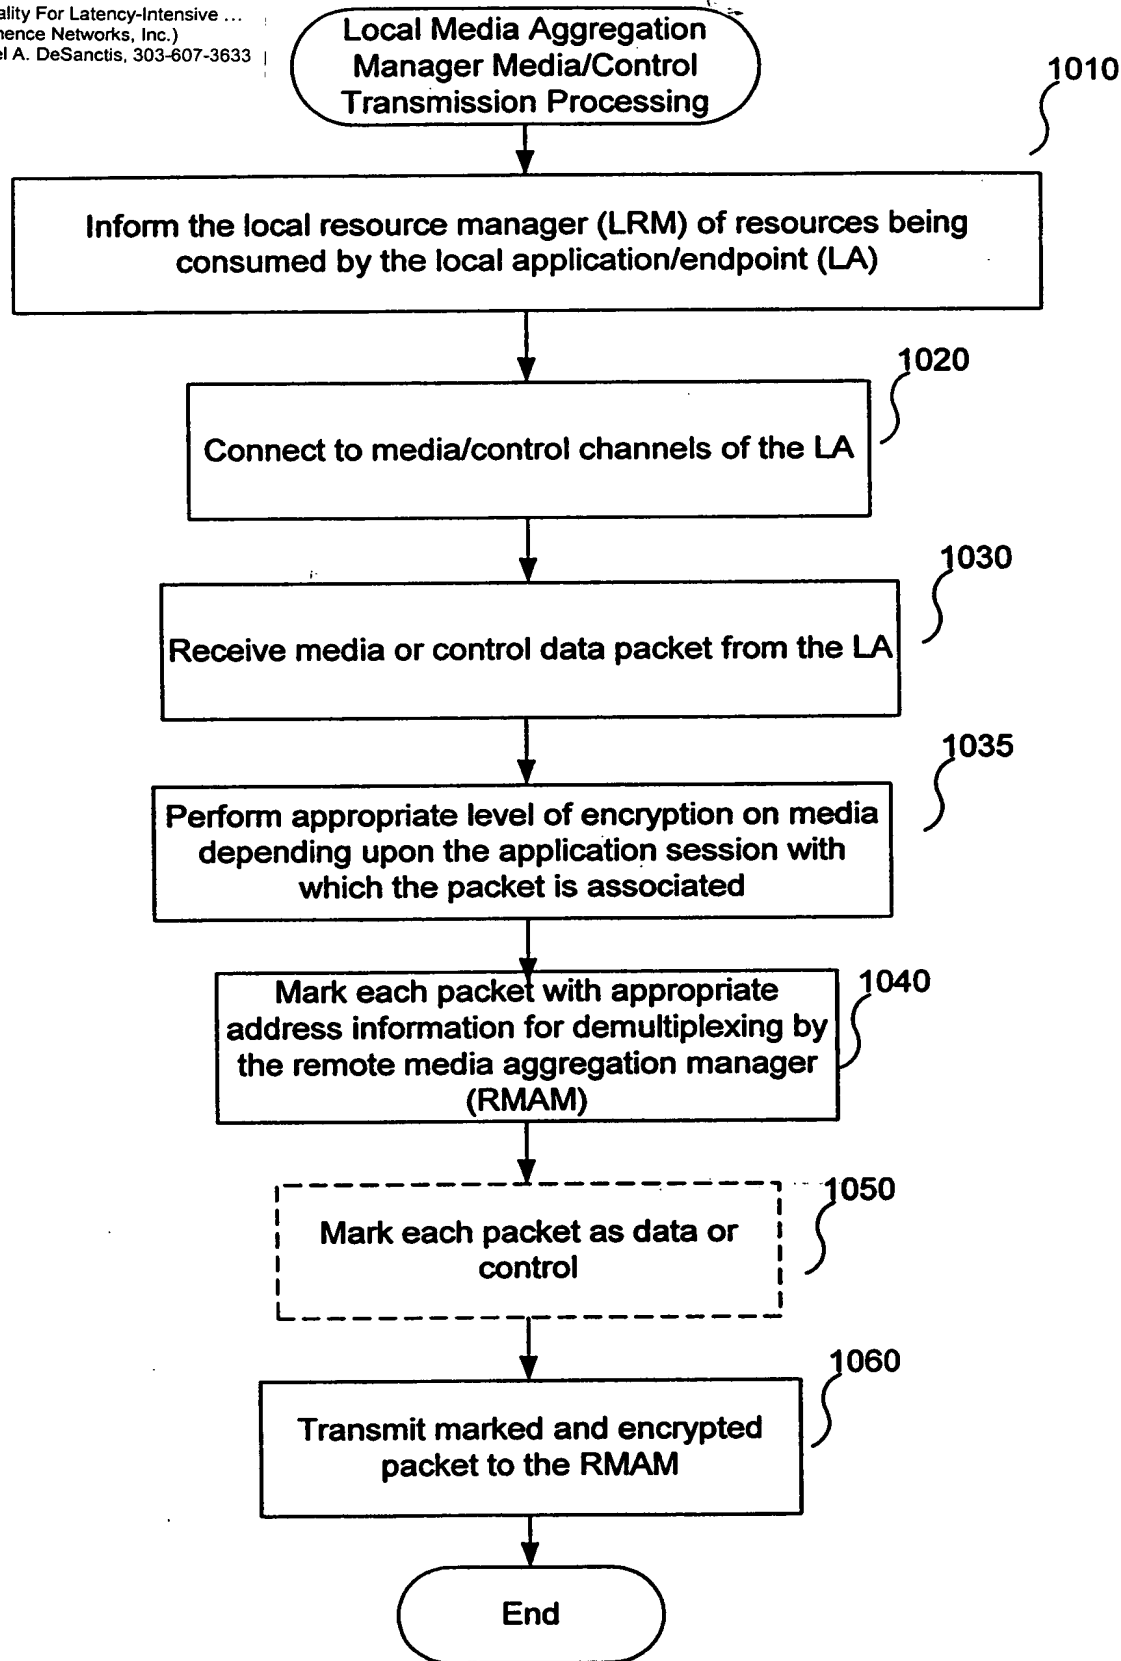 ality For Latency-Intensive ...
nence Networks, Inc.)
el A. DeSanctis, 303-607-3633
Local Media Aggregation
Manager Media/Control
Transmission Processing
1010
Inform the local resource manager (LRM) of resources being
consumed by the local application/endpoint (LA)
1020
Connect to media/control channels of the LA
1030
Receive media or control data packet from the LA
1035
Perform appropriate level of encryption on media
depending upon the application session with
which the packet is associated
1040
Mark each packet with appropriate
address information for demultiplexing by
the remote media aggregation manager
(RMAM)
1050
Mark each packet as data or
control
1060
Transmit marked and encrypted
packet to the RMAM
End